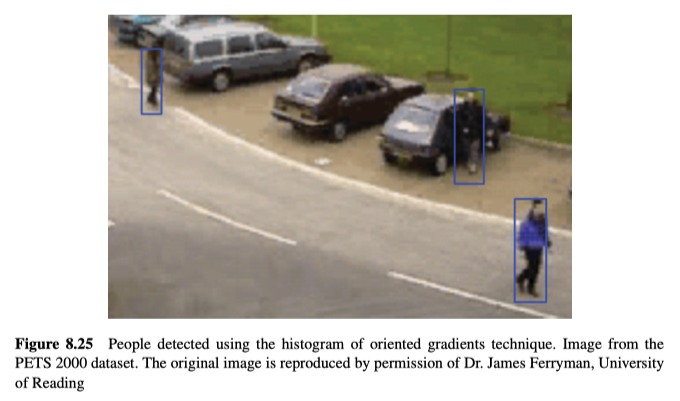 Figure 8.25 People detected using the histogram of oriented gradients technique. Image from the
PETS 2000 dataset. The original image is reproduced by permission of Dr. James Ferryman, University
of Reading